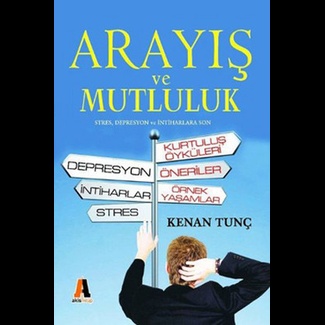 ARAYIŞ
ve
MUTLULUK
STRES, DEPRESYON ve İNTİHARLARA SON
KURTULUŞ
ÖYKÜLERİ
DEPRESYON
ÖNERİLER
İNTİHARLAR
ÖRNEK
YAŞAMLAR
STRES
KENAN TUNÇ